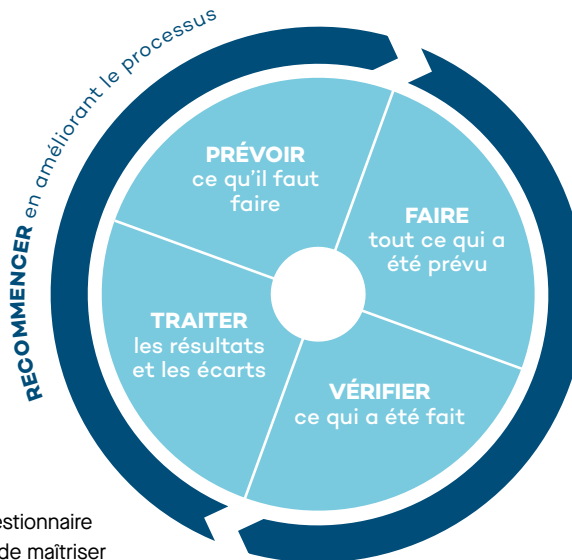 RECOMMENCER en améliorant le processus
PRÉVOIR
ce qu'il faut
faire
FAIRE
tout ce qui a
été prévu
VÉRIFIER
ce qui a été fait
TRAITER
les résultats
et les écarts
de maîtriser